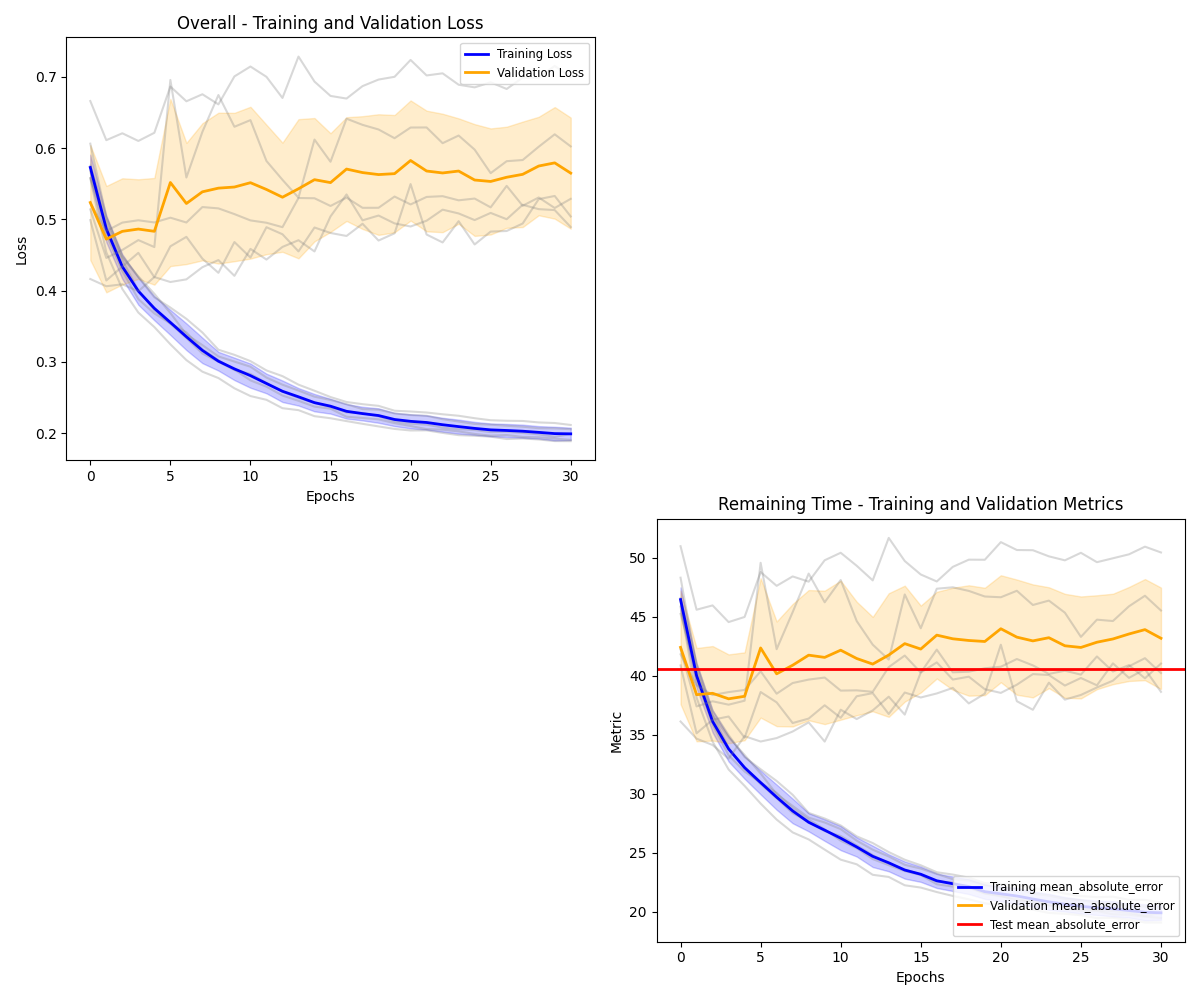 Overall - Training and Validation Loss
Training Loss
Validation Loss
0.7
0.6
0.5
0.4
0.3
0.2
Loss
0 5 10 15 20 25 30
Epochs
Remaining Time - Training and Validation Metrics
50
45
40
35
30
25
20
Metric
Training mean_absolute_error
Validation mean_absolute_error
Test mean_absolute_error
0 5 10 15 20 25 30
Epochs